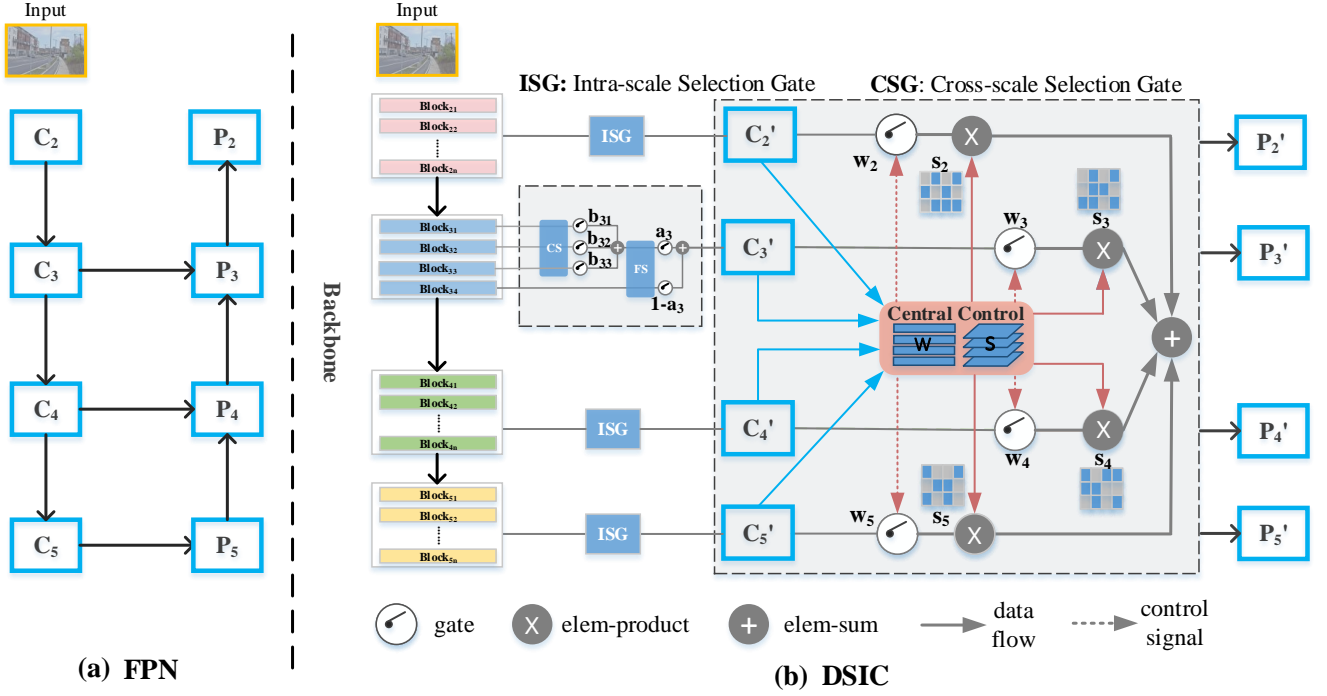 Input
C2
P2
C3
P3
C4
P4
C5
P5
(a) FPN
Backbone
Input
ISG: Intra-scale Selection Gate
CSG: Cross-scale Selection Gate
Block21
Block22
Block2n
ISG
C2'
w2
X
s2
P2'
Block31
Block32
Block33
Block34
CS
b31
b32
b33
+
FS
a3
+
1-a3
C3'
w3
X
s3
P3'
Central Control
W
S
+
Block41
Block42
Block4n
ISG
C4'
w4
X
s4
P4'
Block51
Block52
Block5n
ISG
C5'
w5
X
s5
P5'
gate
X
elem-product
+
elem-sum
data
flow
control
signal
(b) DSIC